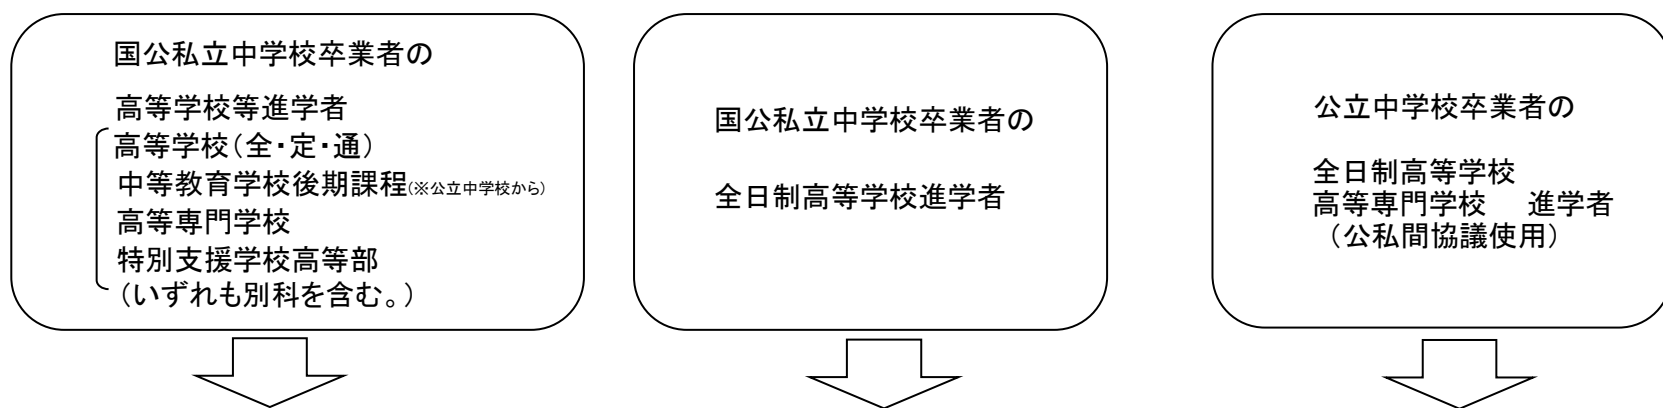 国公私立中学校卒業者の
高等学校等進学者
高等学校(全・定・通)
中等教育学校後期課程(※公立中学校から)
高等専門学校
特別支援学校高等部
(いずれも別科を含む。)
国公私立中学校卒業者の
全日制高等学校進学者
公立中学校卒業者の
全日制高等学校
高等専門学校 進学者
(公私間協議使用)